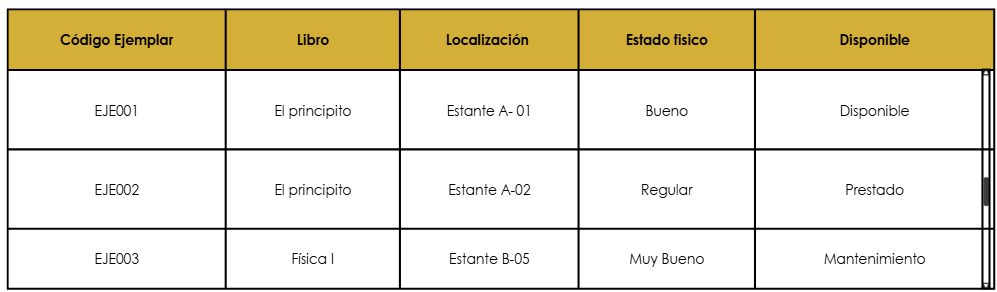 Código Ejemplar Libro Localización Estado fisico Disponible
EJE001 El principito Estante A- 01 Bueno Disponible
EJE002 El principito Estante A-02 Regular Prestado
EJE003 Física I Estante B-05 Muy Bueno Mantenimiento